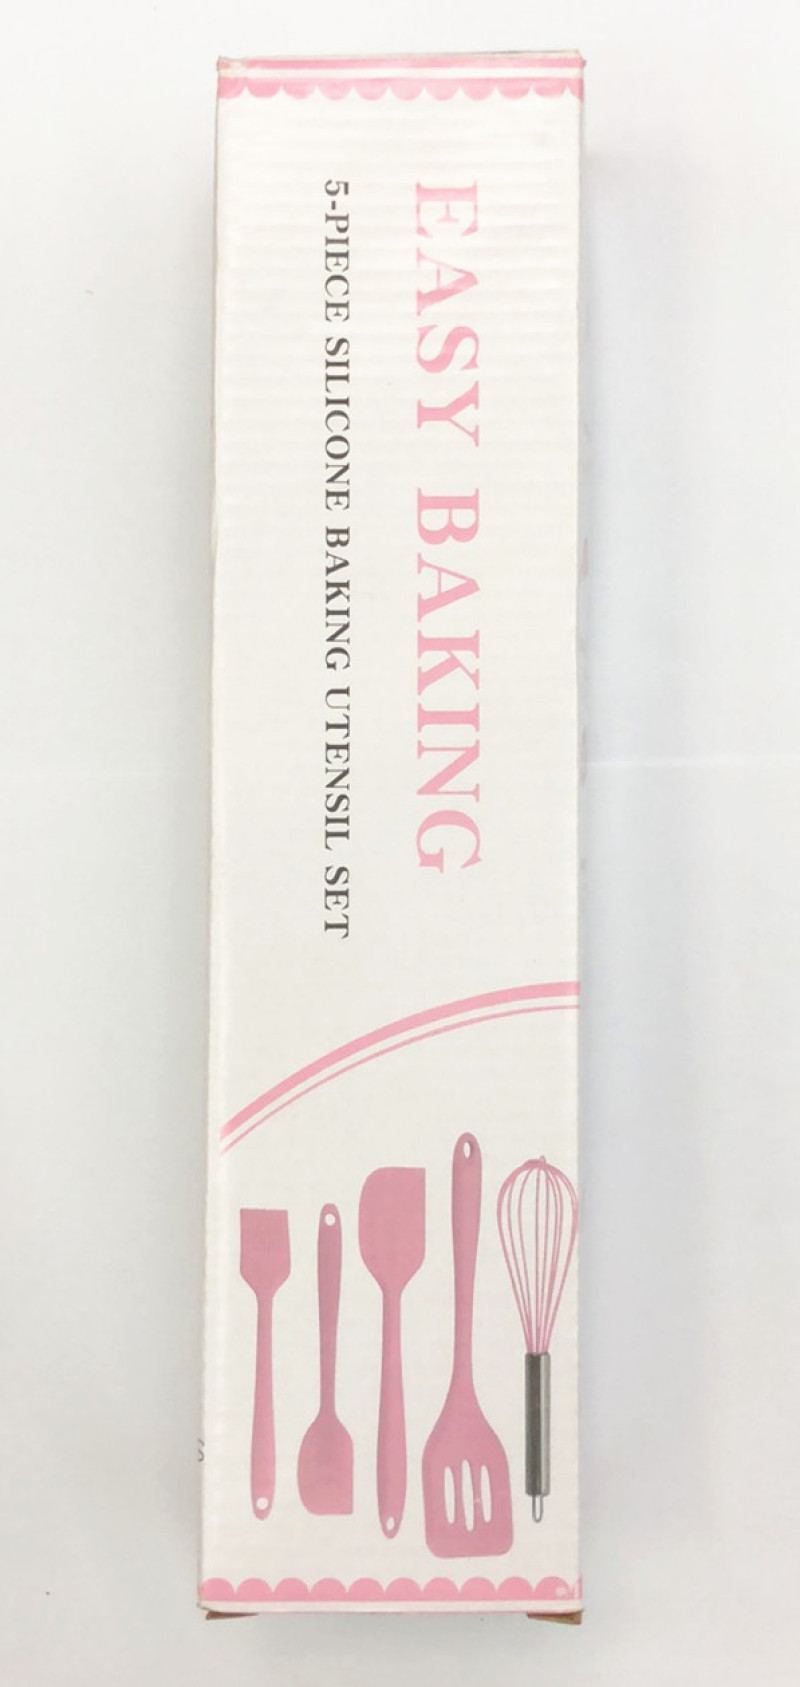 EASY BAKING
5-PIECE SILICONE BAKING UTENSIL SET